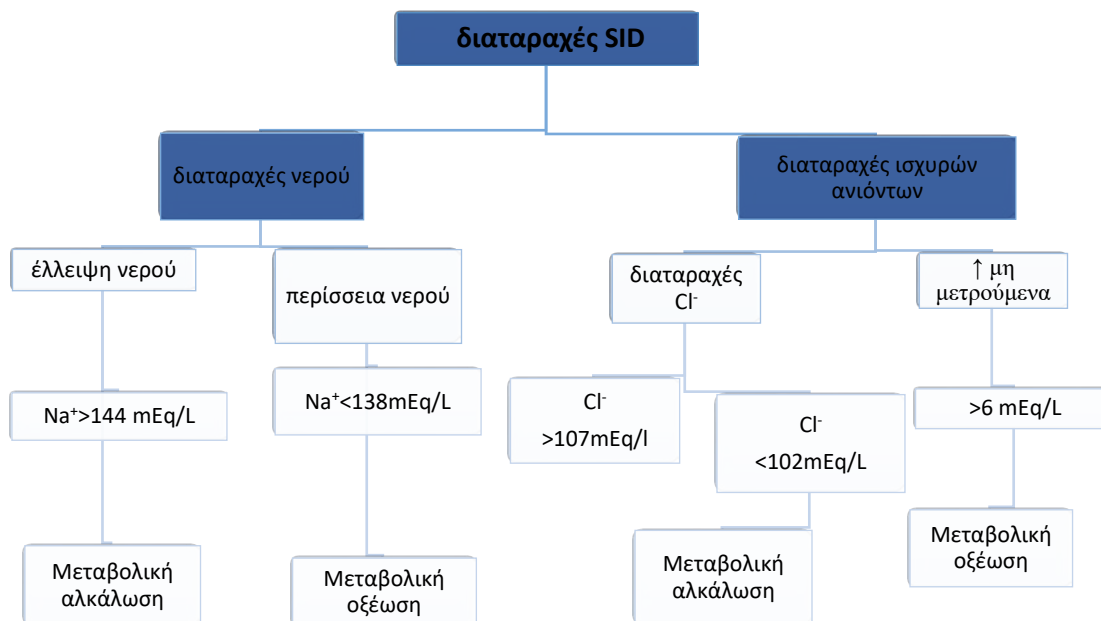 διαταραχές SID
διαταραχές νερού
διαταραχές ισχυρών
ανιόντων
έλλειψη νερού
περίσσεια νερού
διαταραχές
Cl⁻
↑ μη
μετρούμενα
Na⁺>144 mEq/L
Na⁺<138mEq/L
Cl⁻
>107mEq/l
Cl⁻
<102mEq/L
>6 mEq/L
Μεταβολική
αλκάλωση
Μεταβολική
οξέωση
Μεταβολική
αλκάλωση
Μεταβολική
οξέωση